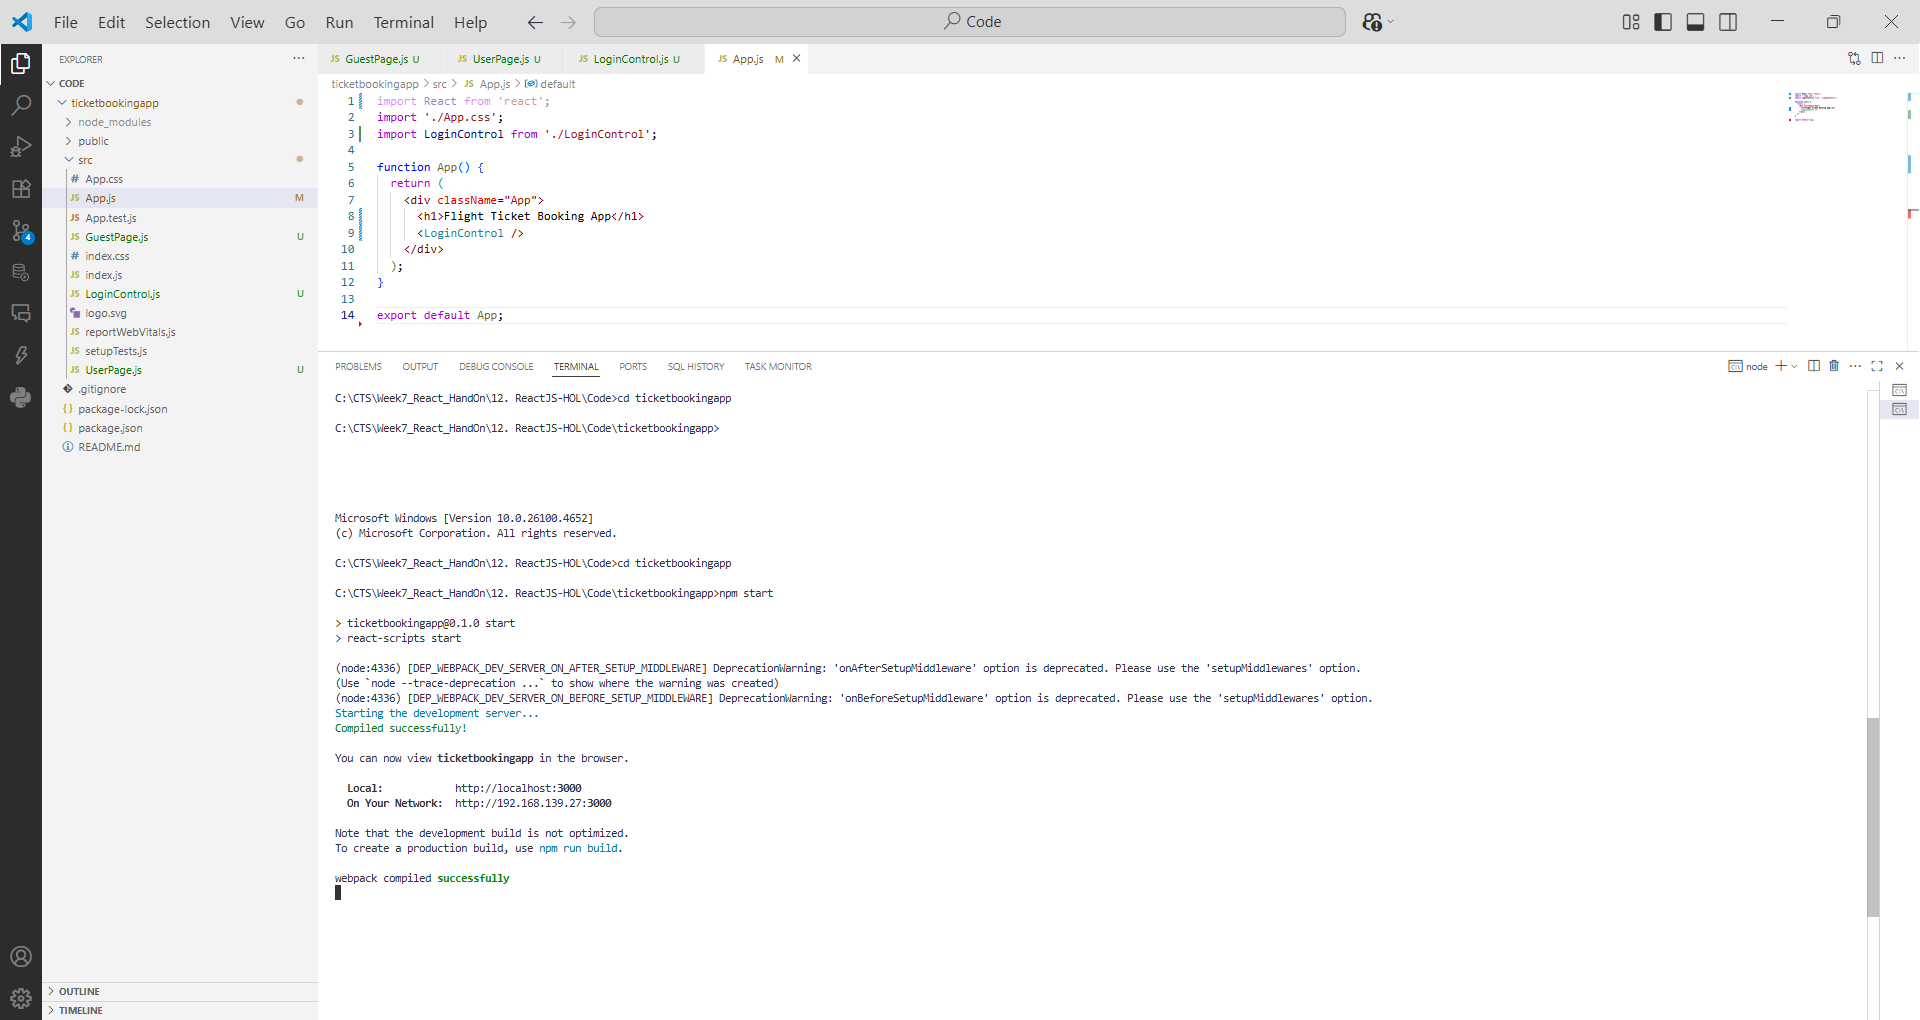 File Edit Selection View Go Run Terminal Help
Code
EXPLORER
CODE
ticketbookingapp
node_modules
public
src
# App.css
JS App.js M
JS App.test.js
JS GuestPage.js U
# index.css
JS index.js
JS LoginControl.js U
logo.svg
JS reportWebVitals.js
JS setupTests.js
JS UserPage.js U
.gitignore
{} package-lock.json
{} package.json
README.md
OUTLINE
TIMELINE
4
JS GuestPage.js U JS UserPage.js U JS LoginControl.js U JS App.js M
ticketbookingapp > src > JS App.js > default
1 import React from 'react';
2 import './App.css';
3 import LoginControl from './LoginControl';
4
5 function App() {
6 return (
7 <div className="App">
8 <h1>Flight Ticket Booking App</h1>
9 <LoginControl />
10 </div>
11 );
12 }
13
14 export default App;
PROBLEMS OUTPUT DEBUG CONSOLE TERMINAL PORTS SQL HISTORY TASK MONITOR
node
C:\CTS\Week7_React_HandOn\12. ReactJS-HOL\Code>cd ticketbookingapp
C:\CTS\Week7_React_HandOn\12. ReactJS-HOL\Code\ticketbookingapp>
Microsoft Windows [Version 10.0.26100.4652]
(c) Microsoft Corporation. All rights reserved.
C:\CTS\Week7_React_HandOn\12. ReactJS-HOL\Code>cd ticketbookingapp
C:\CTS\Week7_React_HandOn\12. ReactJS-HOL\Code\ticketbookingapp>npm start
> ticketbookingapp@0.1.0 start
> react-scripts start
(node:4336) [DEP_WEBPACK_DEV_SERVER_ON_AFTER_SETUP_MIDDLEWARE] DeprecationWarning: 'onAfterSetupMiddleware' option is deprecated. Please use the 'setupMiddlewares' option.
(Use `node --trace-deprecation ...` to show where the warning was created)
(node:4336) [DEP_WEBPACK_DEV_SERVER_ON_BEFORE_SETUP_MIDDLEWARE] DeprecationWarning: 'onBeforeSetupMiddleware' option is deprecated. Please use the 'setupMiddlewares' option.
Starting the development server...
Compiled successfully!
You can now view ticketbookingapp in the browser.
Local: http://localhost:3000
On Your Network: http://192.168.139.27:3000
Note that the development build is not optimized.
To create a production build, use npm run build.
webpack compiled successfully